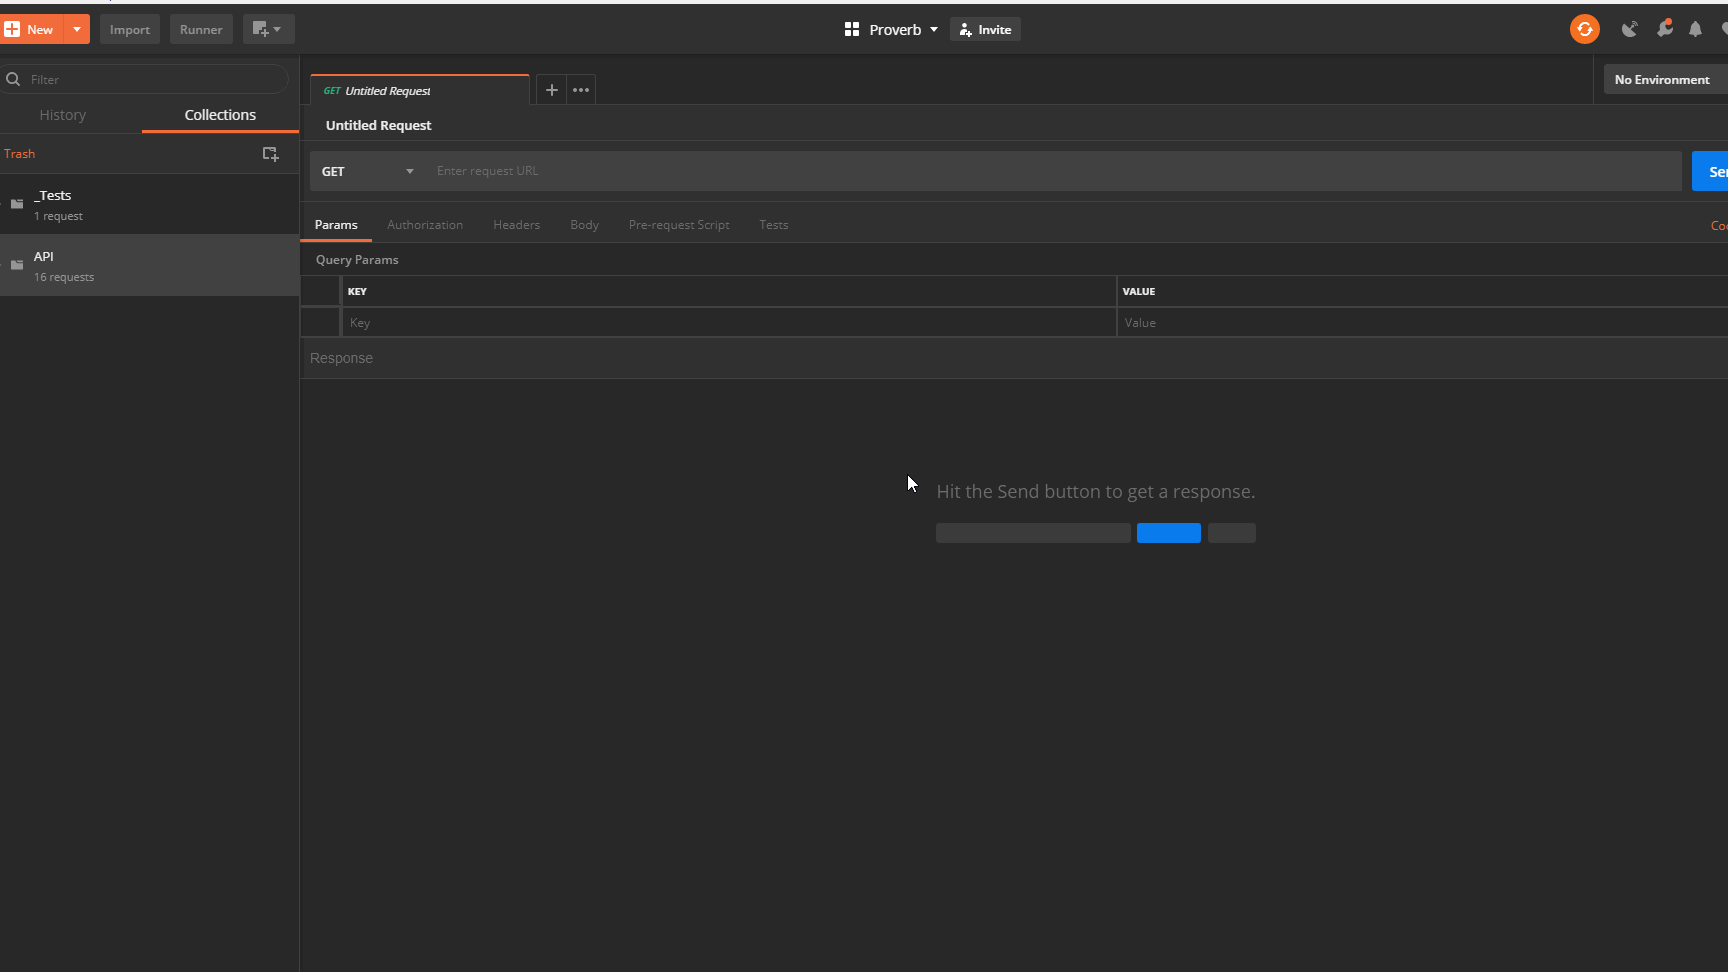 New
Import
Runner
Proverb
Invite
Filter
No Environment
GET Untitled Request
History
Collections
Untitled Request
Trash
GET
Enter request URL
_Tests
1 request
Params
Authorization
Headers
Body
Pre-request Script
Tests
API
16 requests
Query Params
KEY
VALUE
Key
Value
Response
Hit the Send button to get a response.